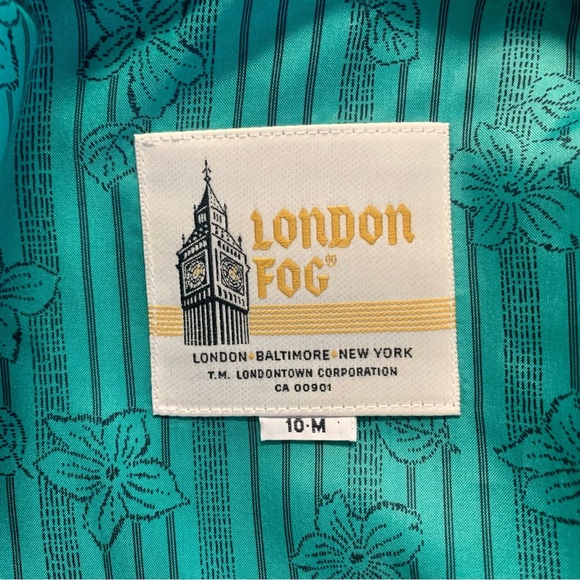 LONDON
FOG®
LONDON·BALTIMORE·NEW YORK
T.M. LONDONTOWN CORPORATION
CA 00901
10·M